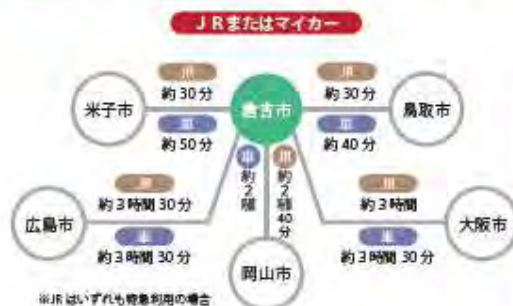 JRまたはマイカー
JR
約30分
米子市
車
約50分
倉吉市
JR
約30分
鳥取市
車
約40分
JR
約3時間30分
広島市
車
約3時間30分
車
JR
約2時間40分
岡山市
JR
約3時間
大阪市
車
約3時間30分
※JRはいずれも特急利用の場合